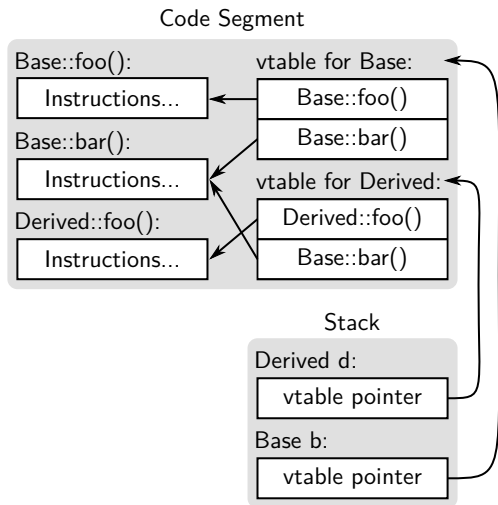 Code Segment
Base::foo():
Instructions...
Base::bar():
Instructions...
Derived::foo():
Instructions...
vtable for Base:
Base::foo()
Base::bar()
vtable for Derived:
Derived::foo()
Base::bar()
Stack
Derived d:
vtable pointer
Base b:
vtable pointer